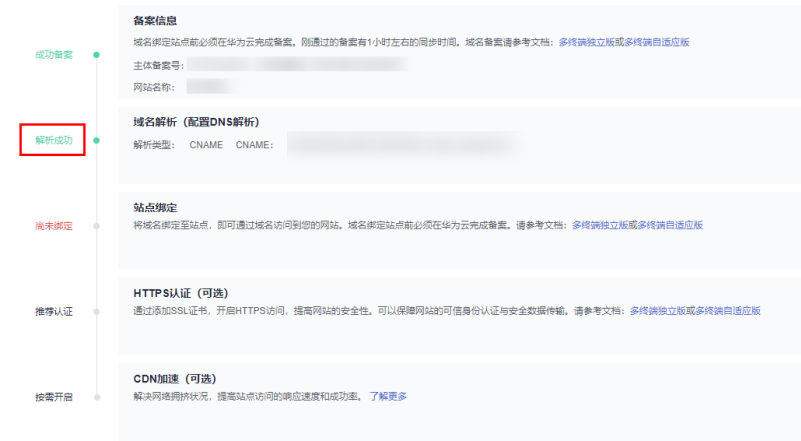 备案信息
成功备案
域名绑定站点前必须在华为云完成备案。刚通过的备案有1小时左右的同步时间。域名备案请参考文档：多终端独立版或多终端自适应版
主体备案号：
网站名称：
域名解析（配置DNS解析）
解析成功
解析类型： CNAME CNAME：
站点绑定
尚未绑定
将域名绑定至站点，即可通过域名访问到您的网站。域名绑定站点前必须在华为云完成备案。请参考文档：多终端独立版或多终端自适应版
HTTPS认证（可选）
推荐认证
通过添加SSL证书，开启HTTPS访问，提高网站的安全性。可以保障网站的可信身份认证与安全数据传输。请参考文档：多终端独立版或多终端自适应版
CDN加速（可选）
按需开启
解决网络拥挤状况，提高站点访问的响应速度和成功率。 了解更多